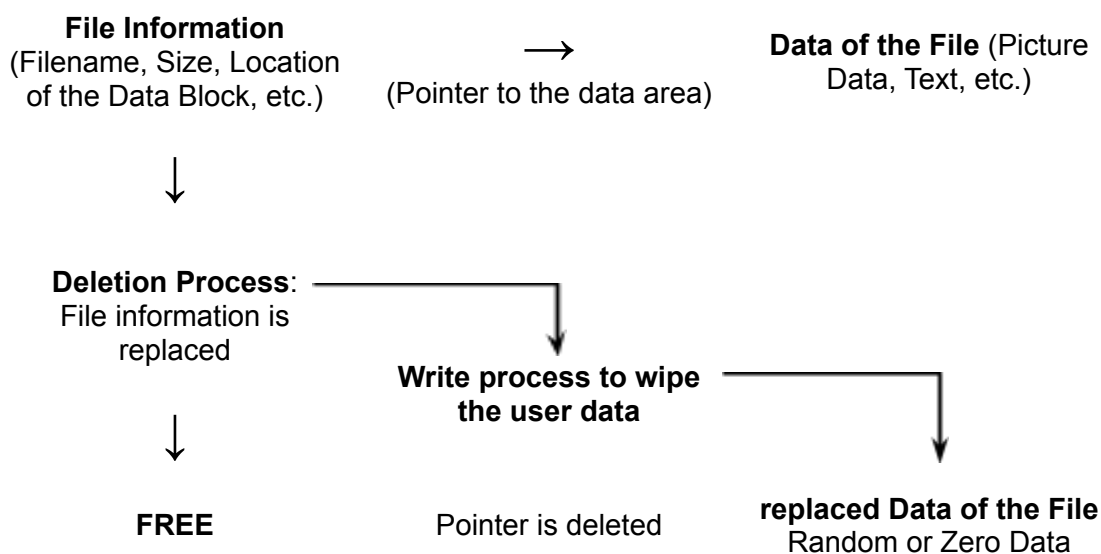 File Information
(Filename, Size, Location
of the Data Block, etc.)
(Pointer to the data area)
Data of the File (Picture
Data, Text, etc.)
Deletion Process:
File information is
replaced
Write process to wipe
the user data
FREE
Pointer is deleted
replaced Data of the File
Random or Zero Data